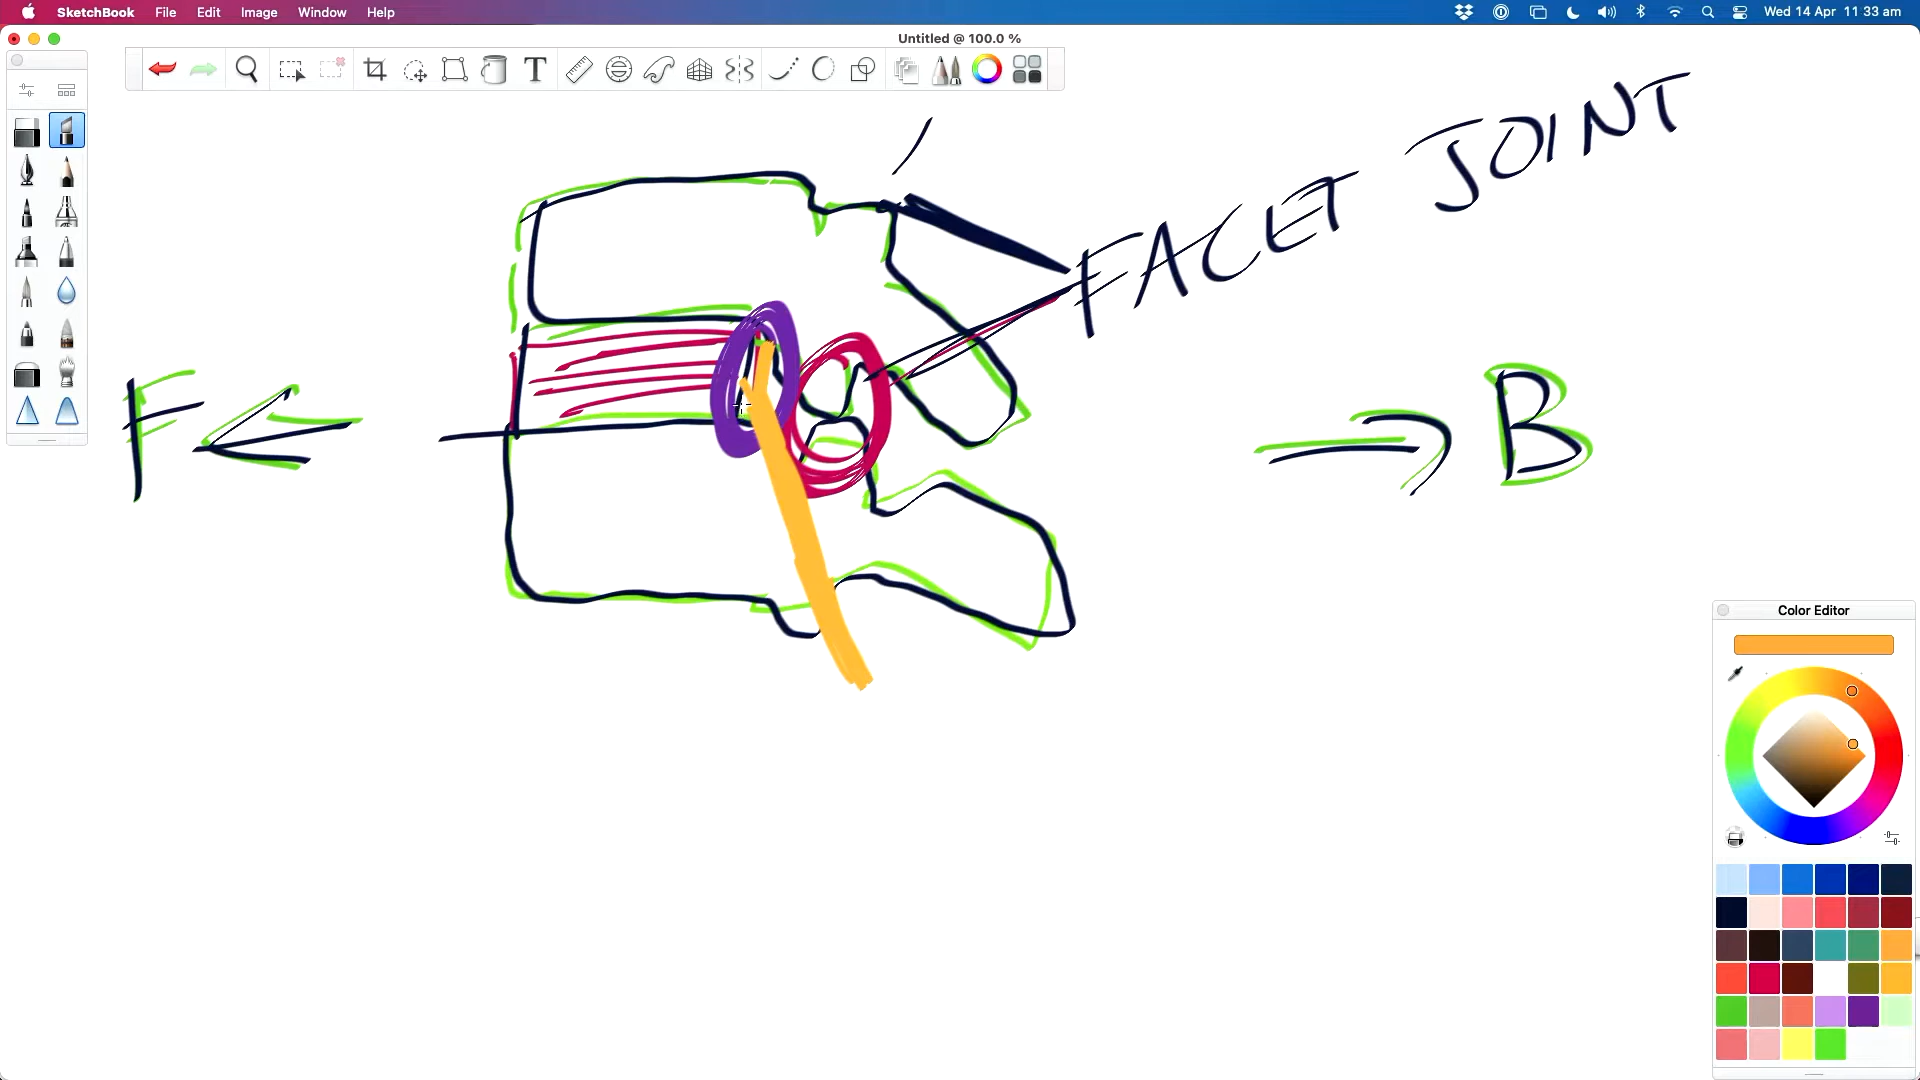 SketchBook File Edit Image Window Help Wed 14 Apr 11 33 am
Untitled @ 100.0 %
T
FACET JOINT
F
B
Color Editor